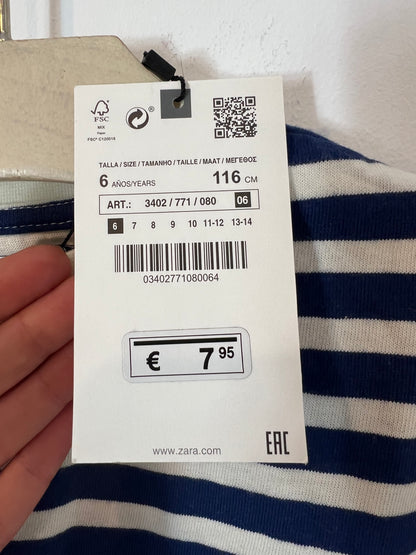 FSC
MIX
Paper
FSC® C120018
®
TALLA / SIZE / TAMANHO / TAILLE / MAAT / ΜΕΓΕΘΟΣ
6 AÑOS/YEARS 116 CM
ART.: 3402 / 771 / 080 06
6 7 8 9 10 11-12 13-14
03402771080064
€ 7 95
www.zara.com
EAC